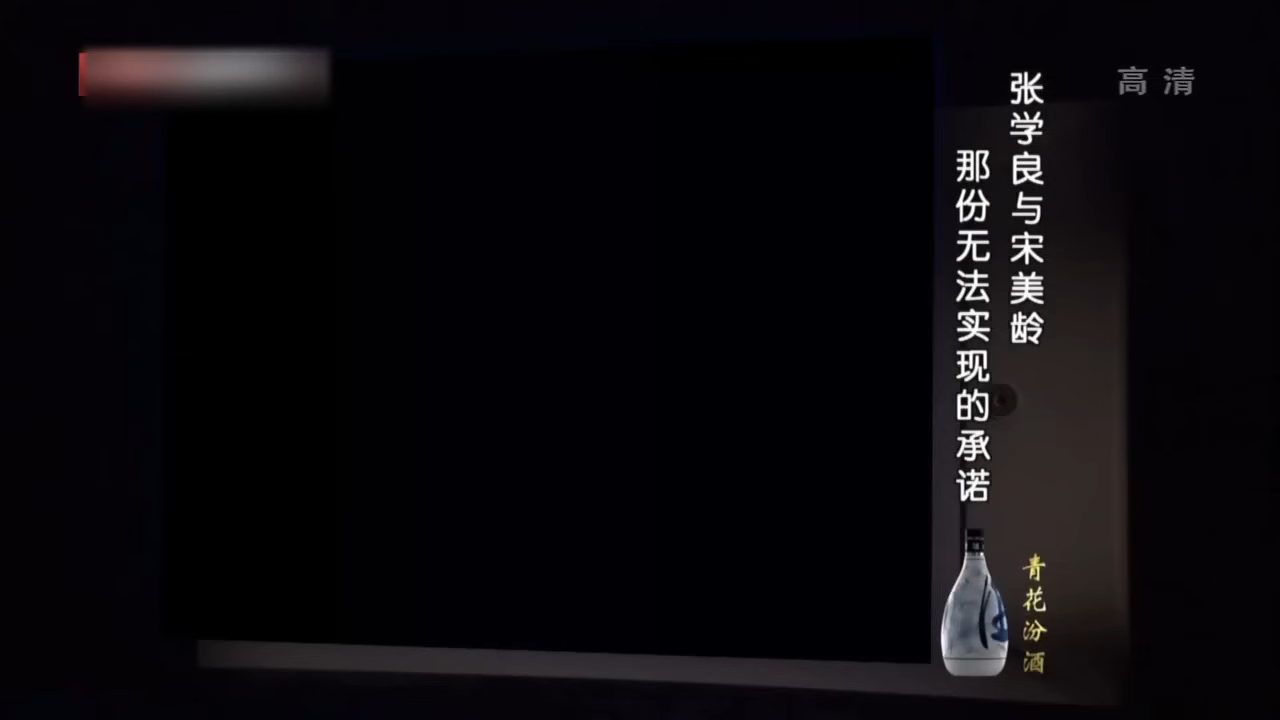 高清
张学良与宋美龄
那份无法实现的承诺
青花汾酒